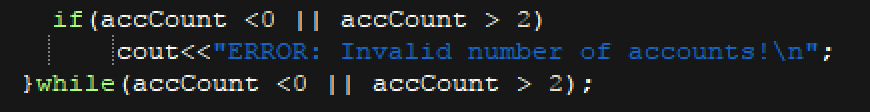 if(accCount <0 || accCount > 2)
cout<<"ERROR: Invalid number of accounts!\n";
}while(accCount <0 || accCount > 2);